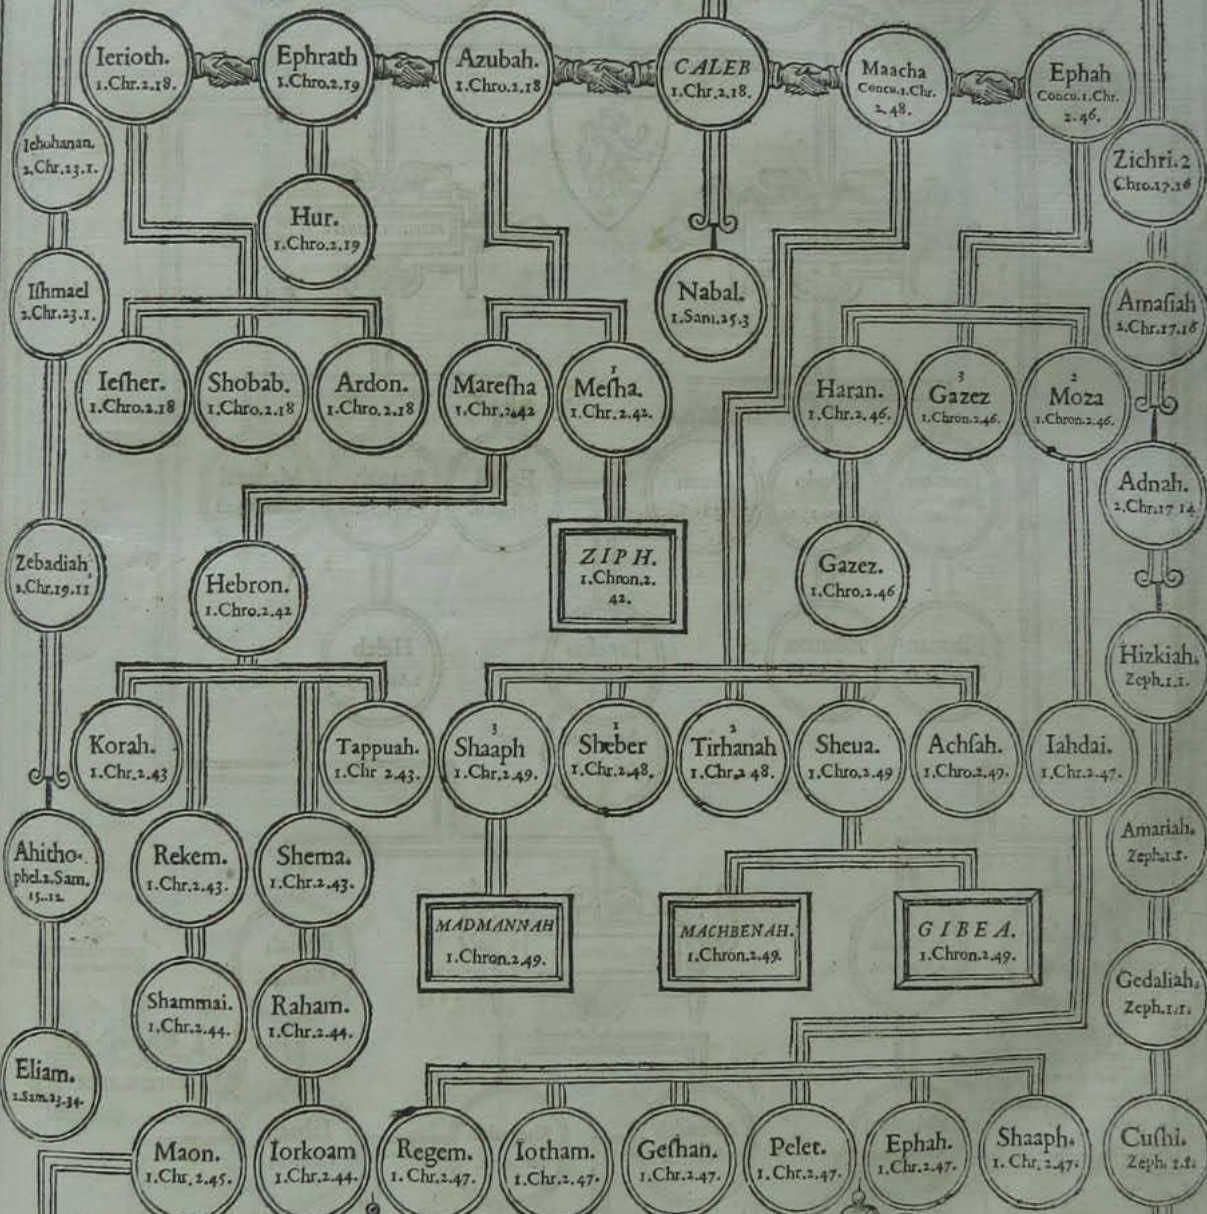 Ierioth.
1.Chr.2.18.
Ephrath
1.Chro.2.19
Azubah.
1.Chro.2.18
CALEB
1.Chr.2.18.
Maacha
Concu.1.Chr.
2.48.
Ephah
Concu.1.Chr.
2.46.
Iehohanan.
2.Chr.23.1.
Zichri.2
Chro.17.16
Hur.
1.Chro.2.19
Iſhmael
2.Chr.23.1.
Nabal.
1.Sam.25.3
Amaſiah
2.Chr.17.16
Ieſher.
1.Chro.2.18
Shobab.
1.Chro.2.18
Ardon.
1.Chro.2.18
Mareſha
1.Chr.2.42
1
Meſha.
1.Chr.2.42.
Haran.
1.Chr.2.46.
3
Gazez
1.Chron.2.46.
2
Moza
1.Chron.2.46.
Adnah.
2.Chr.17 14
Zebadiah
2.Chr.19.11
Hebron.
1.Chro.2.42
ZIPH.
1.Chron.2.
42.
Gazez.
1.Chro.2.46
Hizkiah.
Zeph.1.1.
Korah.
1.Chr.2.43
Tappuah.
1.Chr 2.43.
3
Shaaph
1.Chr.2.49.
1
Sheber
1.Chr.2.48.
2
Tirhanah
1.Chr.2 48.
Sheua.
1.Chro.2.49
Achſah.
1.Chro.2.49.
Iahdai.
1.Chr.2.47.
Ahitho-
phel.2.Sam.
15..12
Rekem.
1.Chr.2.43.
Shema.
1.Chr.2.43.
Amariah.
Zeph.1.1.
MADMANNAH
1.Chron.2.49.
MACHBENAH.
1.Chron.2.49.
GIBEA.
1.Chron.2.49.
Shammai.
1.Chr.2.44.
Raham.
1.Chr.2.44.
Gedaliah.
Zeph.1.1.
Eliam.
2.Sam.23.34.
Maon.
1.Chr.2.45.
Iorkoam
1.Chr.2.44.
Regem.
1.Chr.2.47.
Iotham.
1.Chr.2.47.
Geſhan.
1.Chr.2.47.
Pelet.
1.Chr.2.47.
Ephah.
1.Chr.2.47.
Shaaph.
1.Chr.2.47.
Cuſhi.
Zeph. 1.1.